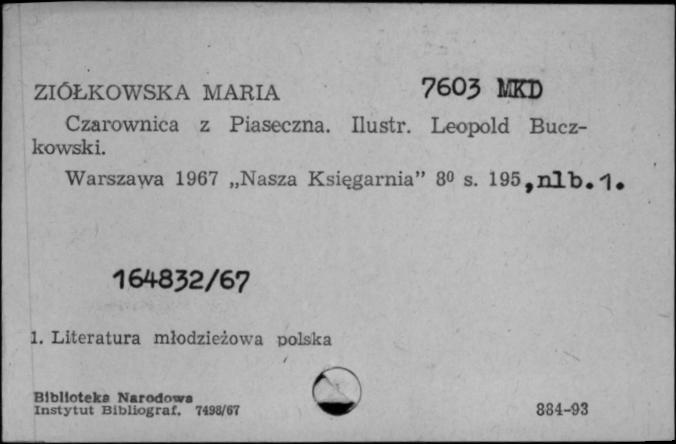 ZIÓŁKOWSKA MARIA 7603 MKD
Czarownica z Piaseczna. Ilustr. Leopold Bucz-
kowski.
Warszawa 1967 „Nasza Księgarnia” 8⁰ s. 195, nlb. 1.
164832/67
1. Literatura młodzieżowa polska
Biblioteka Narodowa
Instytut Bibliograf. 7498/67 884-93